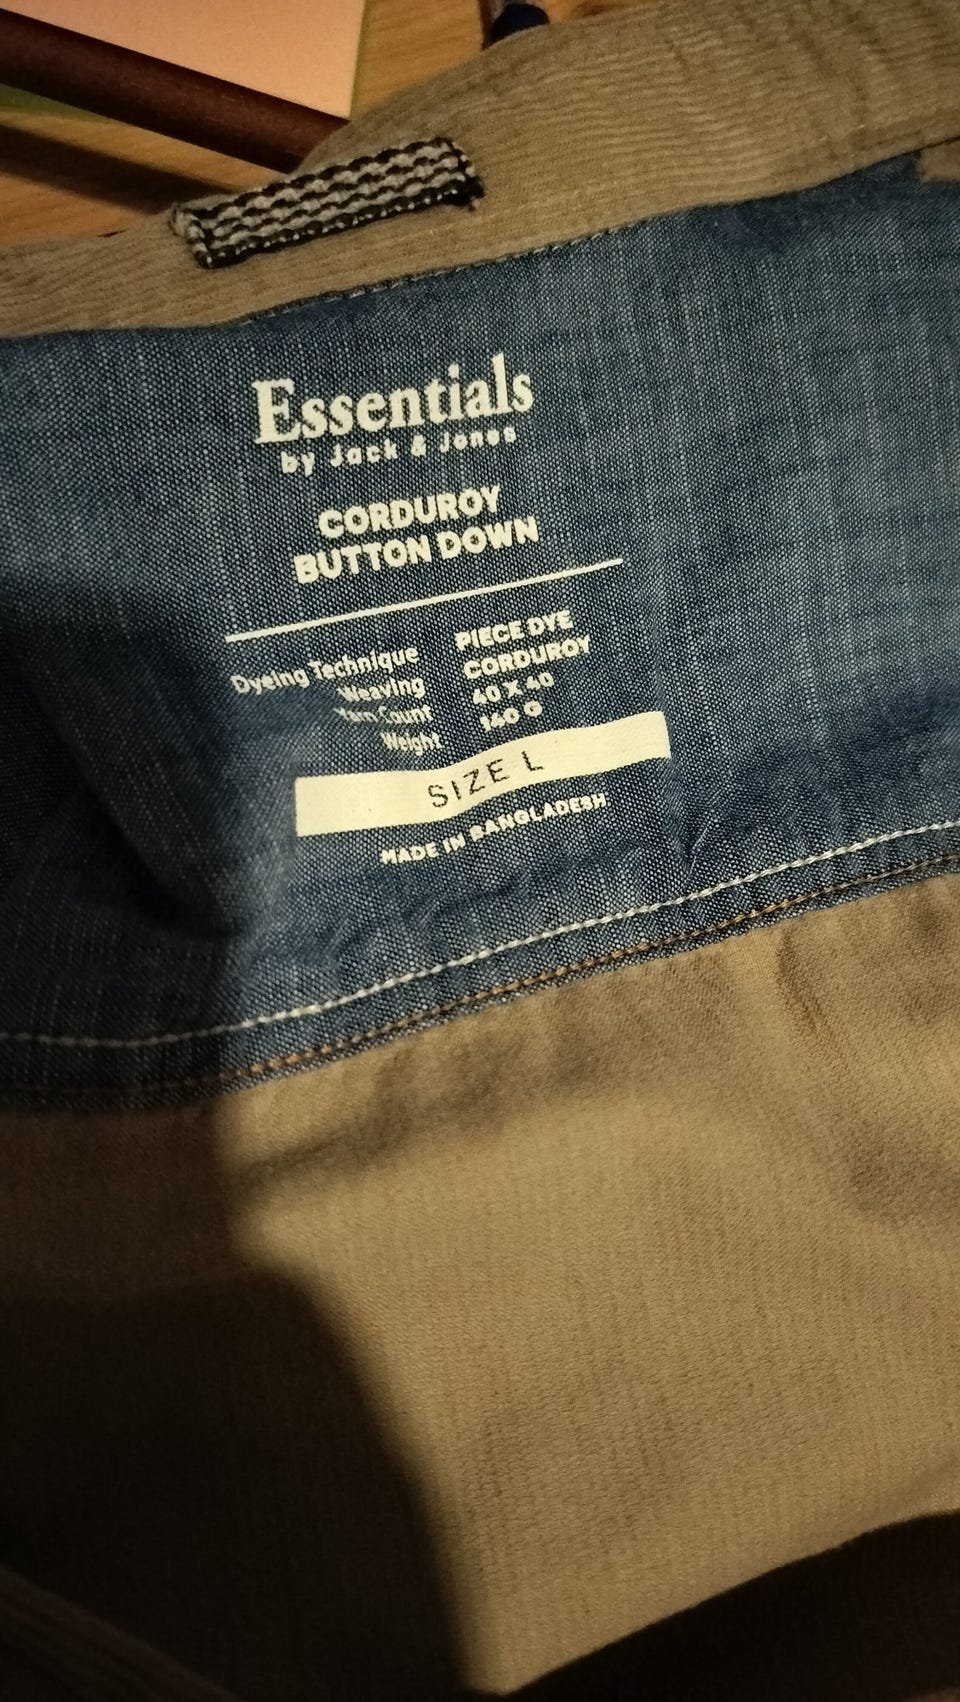 Essentials
by Jack & Jones
CORDUROY
BUTTON DOWN
Dyeing Technique PIECE DYE
Weaving CORDUROY
Yarn Count 40 X 40
Weight 140 G
SIZE L
MADE IN BANGLADESH